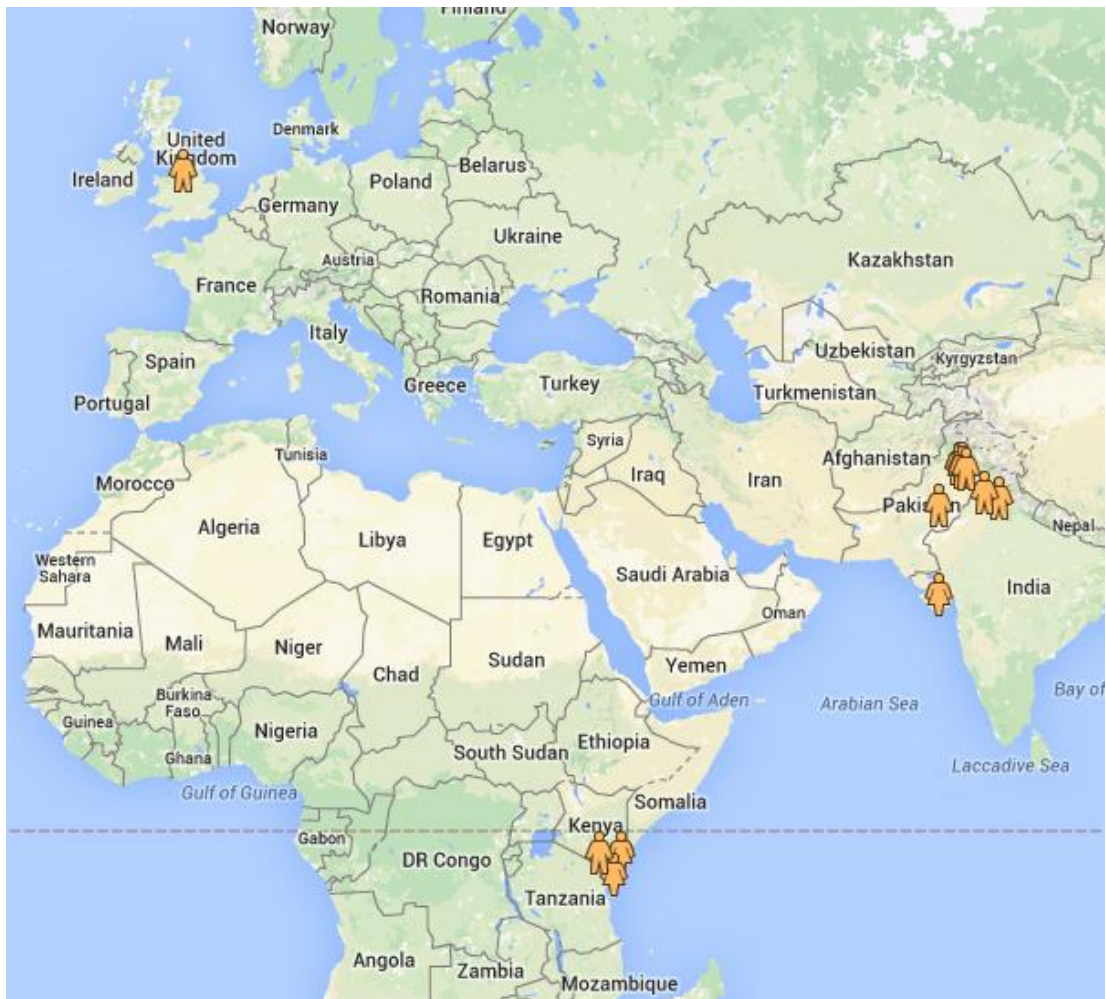 Norway
Finland
United
Kingdom
Denmark
Ireland
Belarus
Poland
Germany
Ukraine
Austria
Kazakhstan
France
Romania
Italy
Uzbekistan
Kyrgyzstan
Spain
Greece
Turkey
Turkmenistan
Portugal
Syria
Tunisia
Afghanistan
Morocco
Iraq
Iran
Pakistan
Algeria
Libya
Egypt
Nepal
Western
Sahara
Saudi Arabia
India
Oman
Mauritania
Mali
Niger
Sudan
Chad
Yemen
Burkina
Faso
Gulf of Aden
Arabian Sea
Bay of
Guinea
Nigeria
Ethiopia
South Sudan
Ghana
Laccadive Sea
Gulf of Guinea
Somalia
Kenya
Gabon
DR Congo
Tanzania
Angola
Zambia
Mozambique